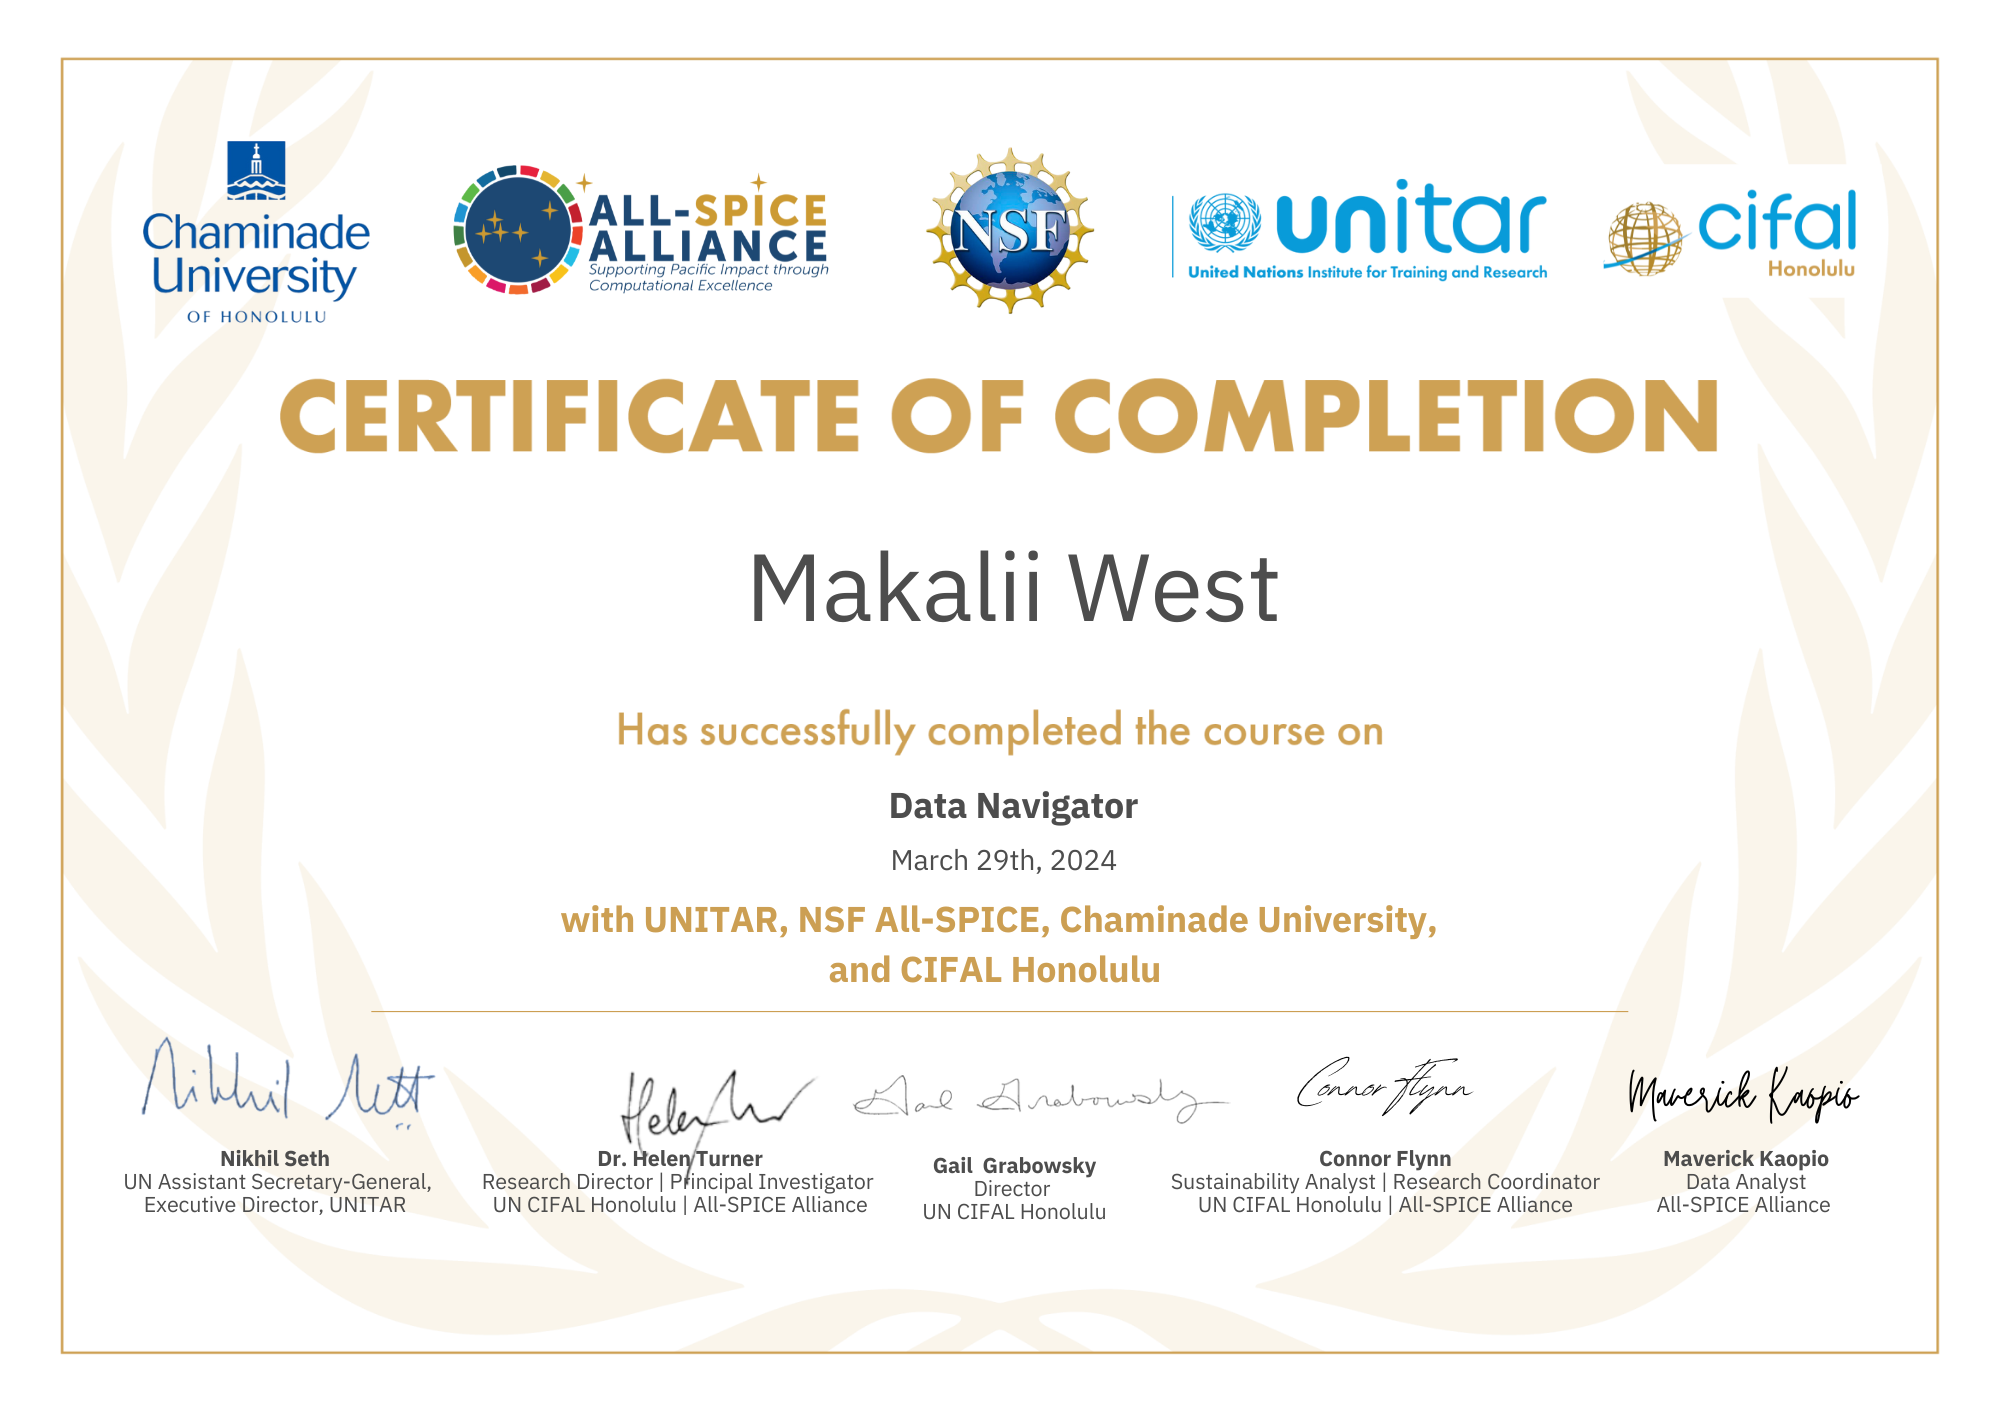 Chaminade
University
OF HONOLULU
ALL-SPICE
ALLIANCE
Supporting Pacific Impact through
Computational Excellence
NSF
unitar
United Nations Institute for Training and Research
cifal
Honolulu
CERTIFICATE OF COMPLETION
Makalii West
Has successfully completed the course on
Data Navigator
March 29th, 2024
with UNITAR, NSF All-SPICE, Chaminade University,
and CIFAL Honolulu
Nikhil Seth
Helen Turner
Gail Grabowsky
Connor Flynn
Maverick Kaopio
Nikhil Seth
UN Assistant Secretary-General,
Executive Director, UNITAR
Dr. Helen Turner
Research Director | Principal Investigator
UN CIFAL Honolulu | All-SPICE Alliance
Gail Grabowsky
Director
UN CIFAL Honolulu
Connor Flynn
Sustainability Analyst | Research Coordinator
UN CIFAL Honolulu | All-SPICE Alliance
Maverick Kaopio
Data Analyst
All-SPICE Alliance